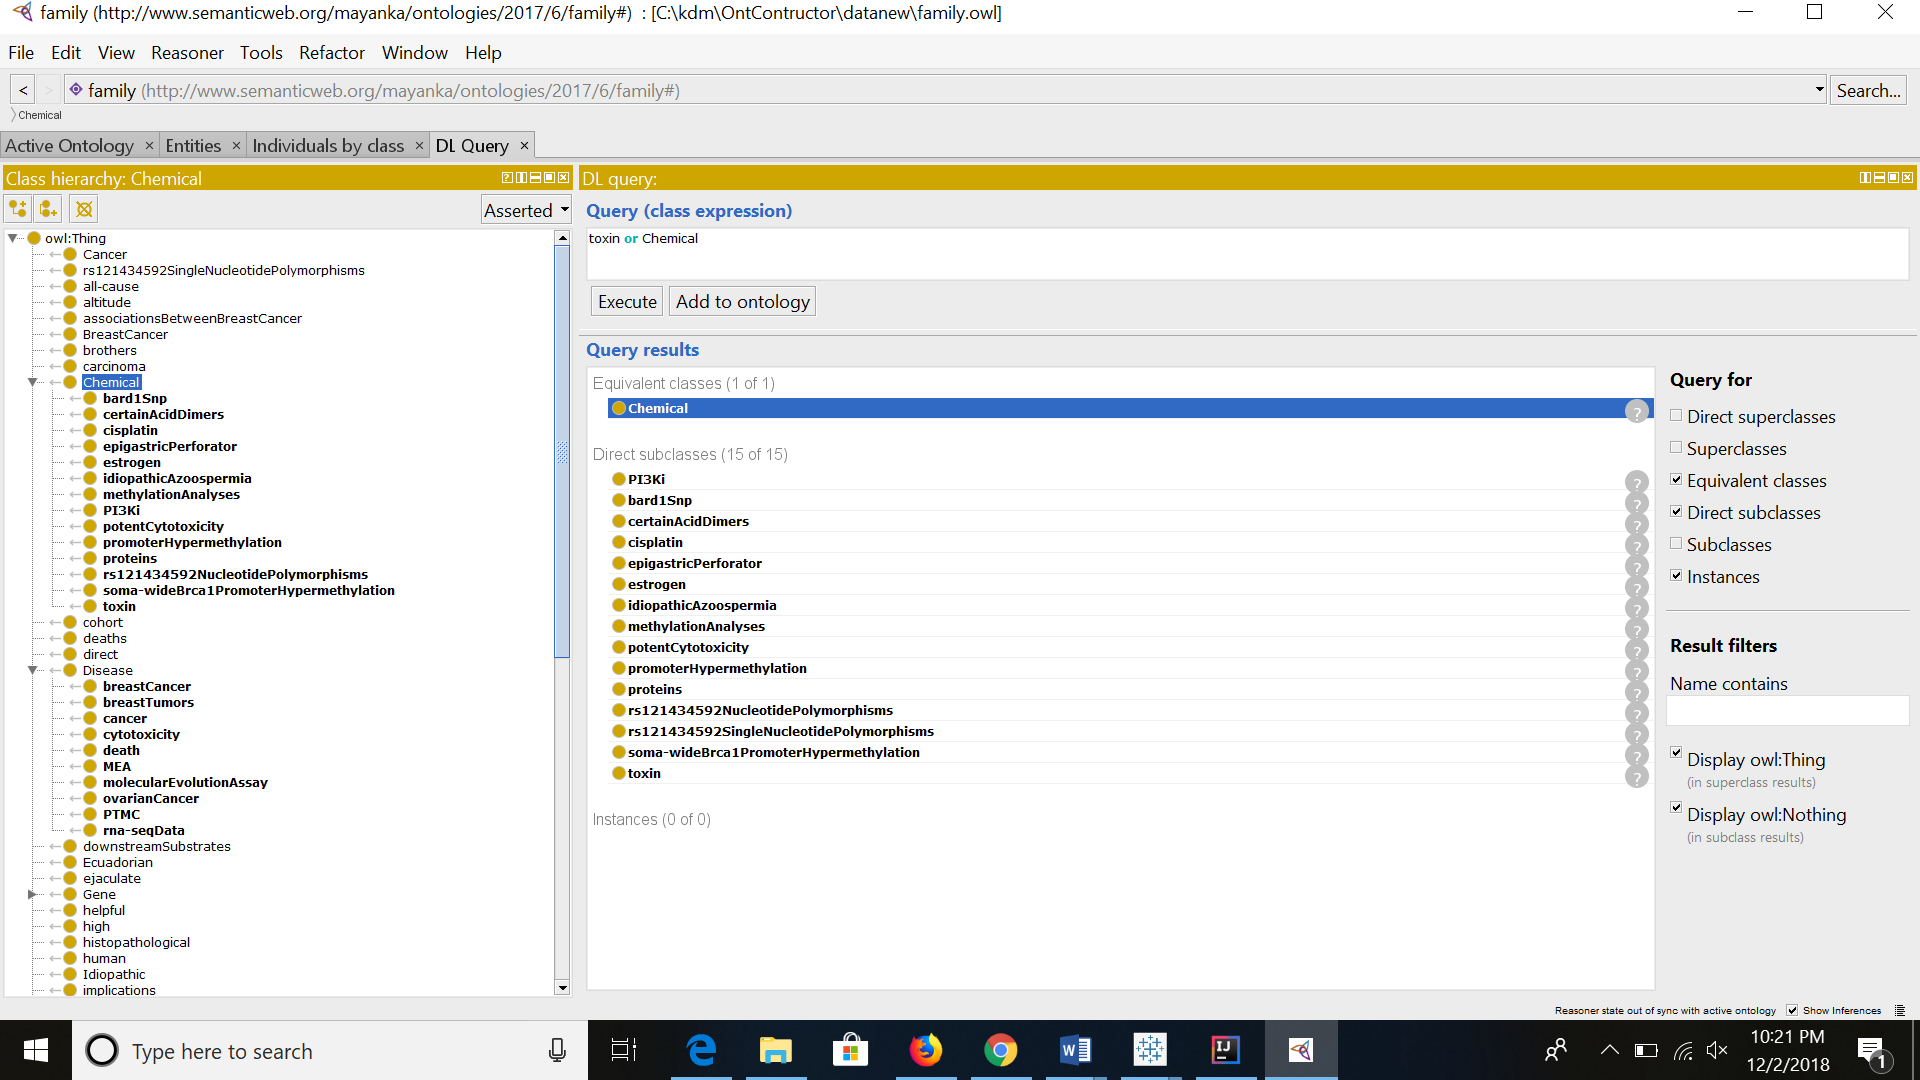 family (http://www.semanticweb.org/mayanka/ontologies/2017/6/family#)  : [C:\kdm\OntContructor\datanew\family.owl]
File Edit View Reasoner Tools Refactor Window Help
< > family (http://www.semanticweb.org/mayanka/ontologies/2017/6/family#) Search...
Chemical
Active Ontology × Entities × Individuals by class × DL Query ×
Class hierarchy: Chemical
Asserted
owl:Thing
Cancer
rs121434592SingleNucleotidePolymorphisms
all-cause
altitude
associationsBetweenBreastCancer
BreastCancer
brothers
carcinoma
Chemical
bard1Snp
certainAcidDimers
cisplatin
epigastricPerforator
estrogen
idiopathicAzoospermia
methylationAnalyses
PI3Ki
potentCytotoxicity
promoterHypermethylation
proteins
rs121434592NucleotidePolymorphisms
soma-wideBrca1PromoterHypermethylation
toxin
cohort
deaths
direct
Disease
breastCancer
breastTumors
cancer
cytotoxicity
death
MEA
molecularEvolutionAssay
ovarianCancer
PTMC
rna-seqData
downstreamSubstrates
Ecuadorian
ejaculate
Gene
helpful
high
histopathological
human
Idiopathic
implications
DL query:
Query (class expression)
toxin or Chemical
Execute Add to ontology
Query results
Equivalent classes (1 of 1)
Chemical ?
Direct subclasses (15 of 15)
PI3Ki ?
bard1Snp ?
certainAcidDimers ?
cisplatin ?
epigastricPerforator ?
estrogen ?
idiopathicAzoospermia ?
methylationAnalyses ?
potentCytotoxicity ?
promoterHypermethylation ?
proteins ?
rs121434592NucleotidePolymorphisms ?
rs121434592SingleNucleotidePolymorphisms ?
soma-wideBrca1PromoterHypermethylation ?
toxin ?
Instances (0 of 0)
Query for
Direct superclasses
Superclasses
Equivalent classes
Direct subclasses
Subclasses
Instances
Result filters
Name contains
Display owl:Thing
(in superclass results)
Display owl:Nothing
(in subclass results)
Reasoner state out of sync with active ontology Show Inferences
Type here to search
10:21 PM
12/2/2018
1